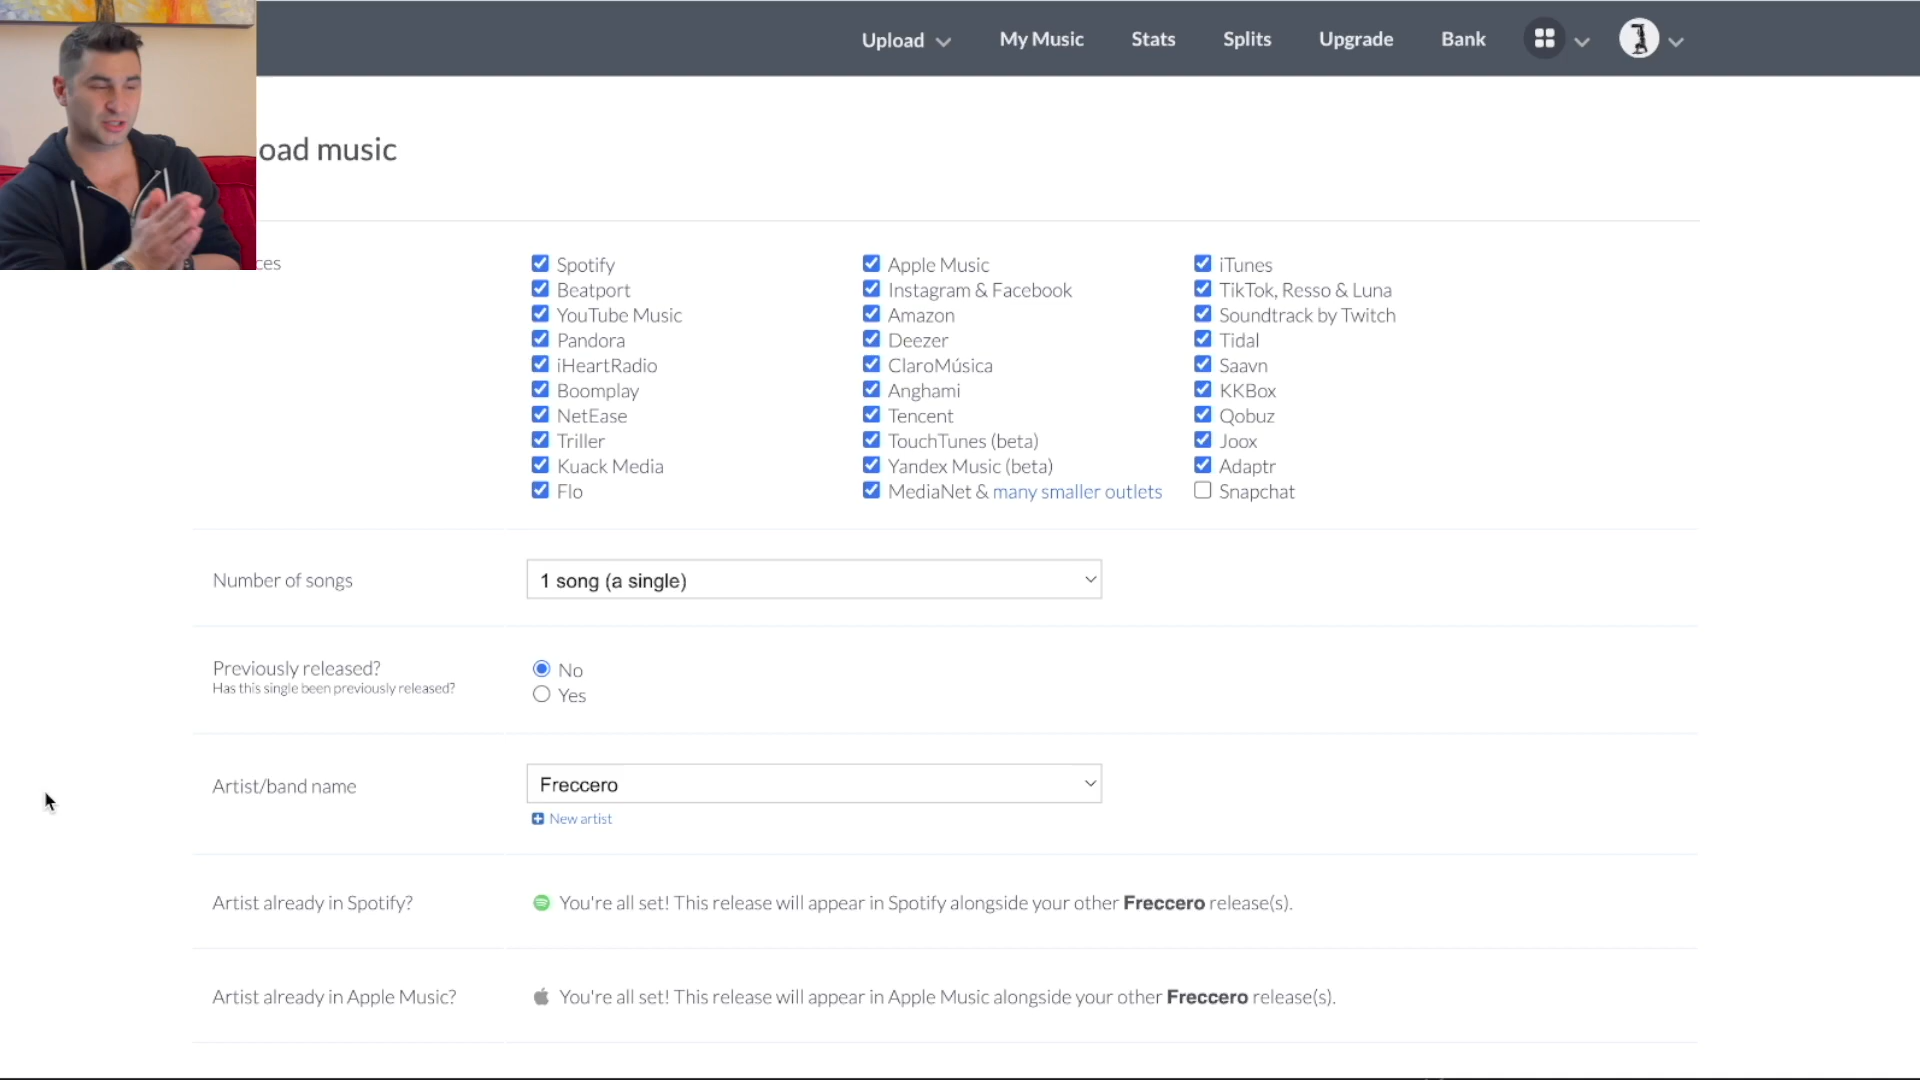 Upload My Music Stats Splits Upgrade Bank
oad music
ces
Spotify Apple Music iTunes
Beatport Instagram & Facebook TikTok, Resso & Luna
YouTube Music Amazon Soundtrack by Twitch
Pandora Deezer Tidal
iHeartRadio ClaroMúsica Saavn
Boomplay Anghami KKBox
NetEase Tencent Qobuz
Triller TouchTunes (beta) Joox
Kuack Media Yandex Music (beta) Adaptr
Flo MediaNet & many smaller outlets Snapchat
Number of songs 1 song (a single)
Previously released? No
Has this single been previously released? Yes
Artist/band name Freccero
New artist
Artist already in Spotify? You're all set! This release will appear in Spotify alongside your other Freccero release(s).
Artist already in Apple Music? You're all set! This release will appear in Apple Music alongside your other Freccero release(s).